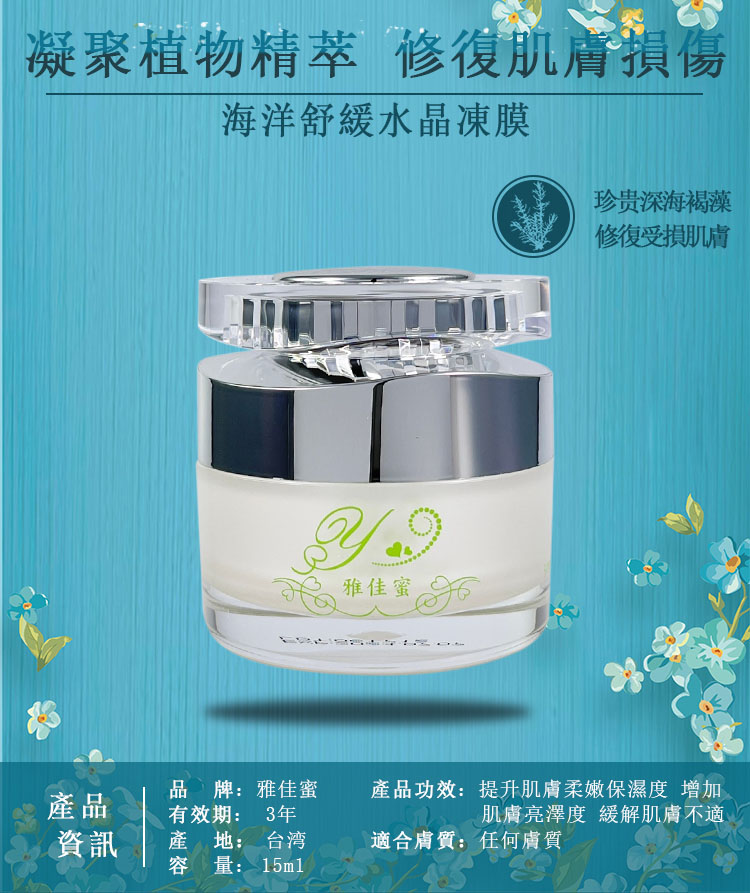 凝聚植物精萃 修復肌膚損傷
海洋舒緩水晶凍膜
珍贵深海褐藻
修復受損肌膚
雅佳蜜
產品
資訊
品 牌：雅佳蜜
有效期： 3年
產 地：台湾
容 量：15ml
產品功效：提升肌膚柔嫩保濕度 增加
肌膚亮澤度 緩解肌膚不適
適合膚質：任何膚質